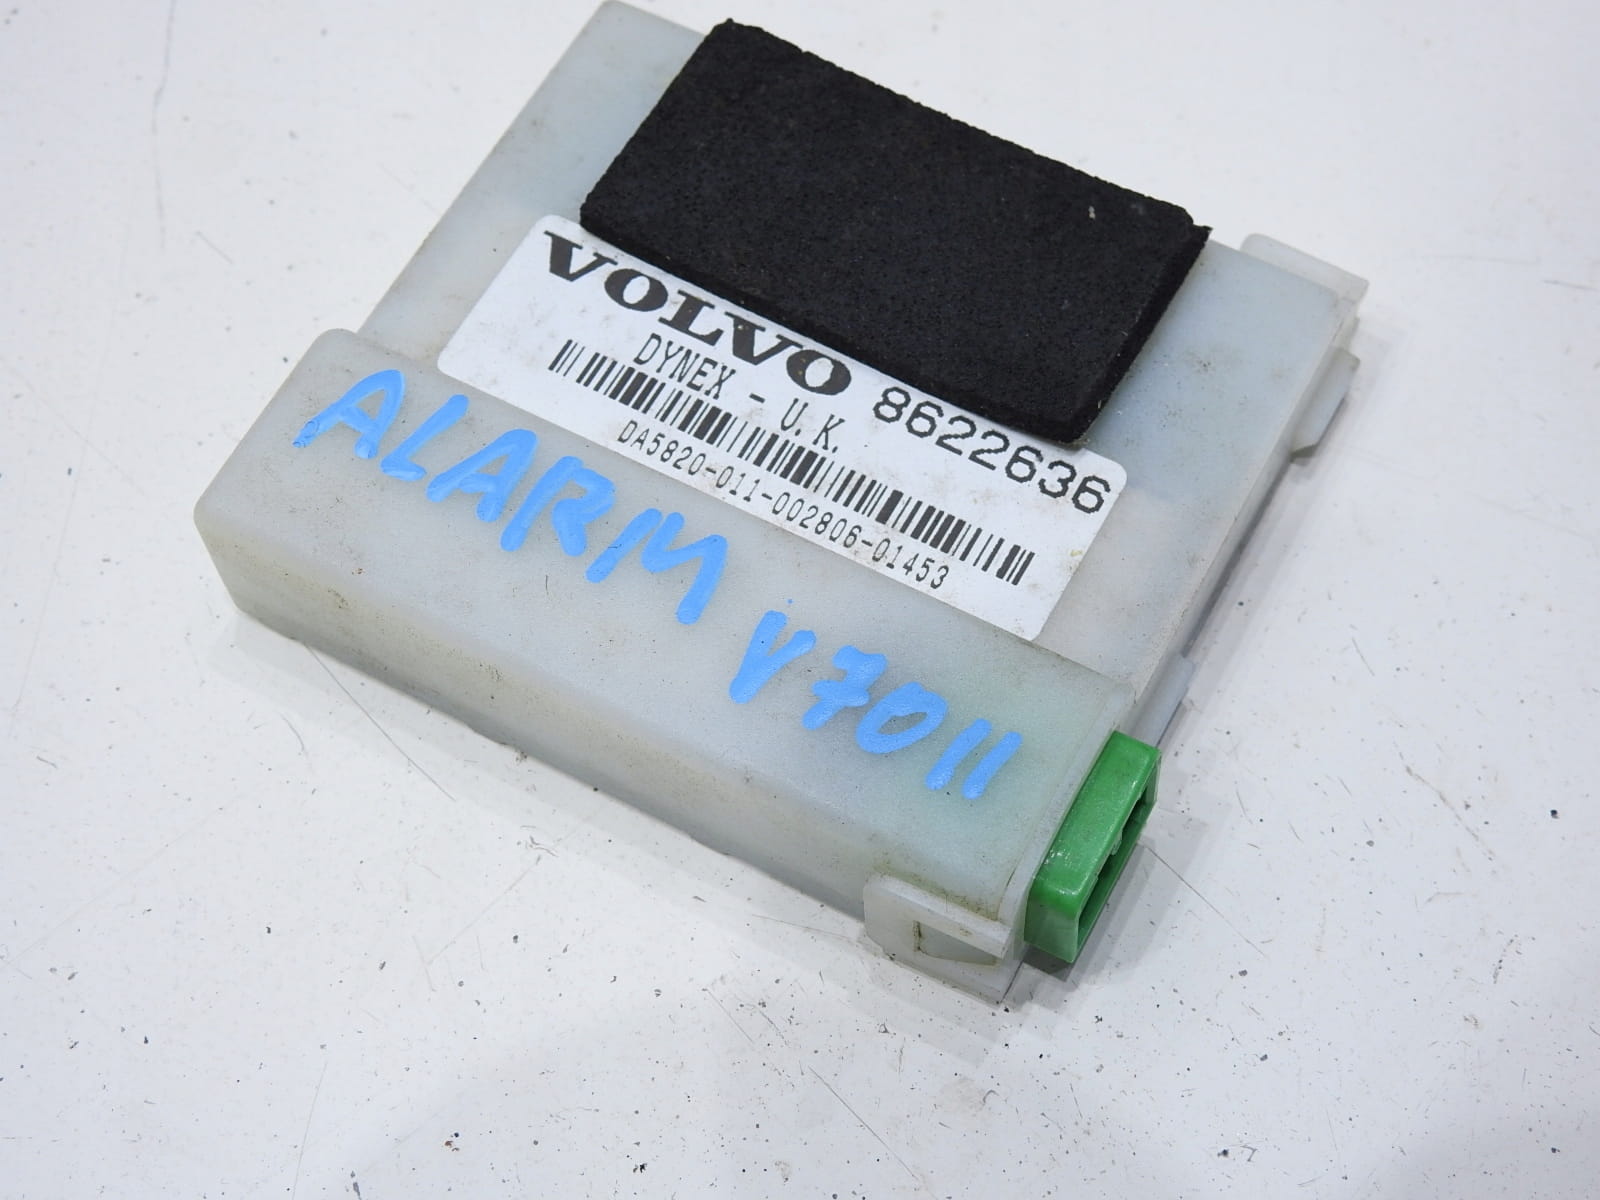 VOLVO 8622636
DYNEX - U.K.
DA5820-011-002806-01453
ALARM V70II